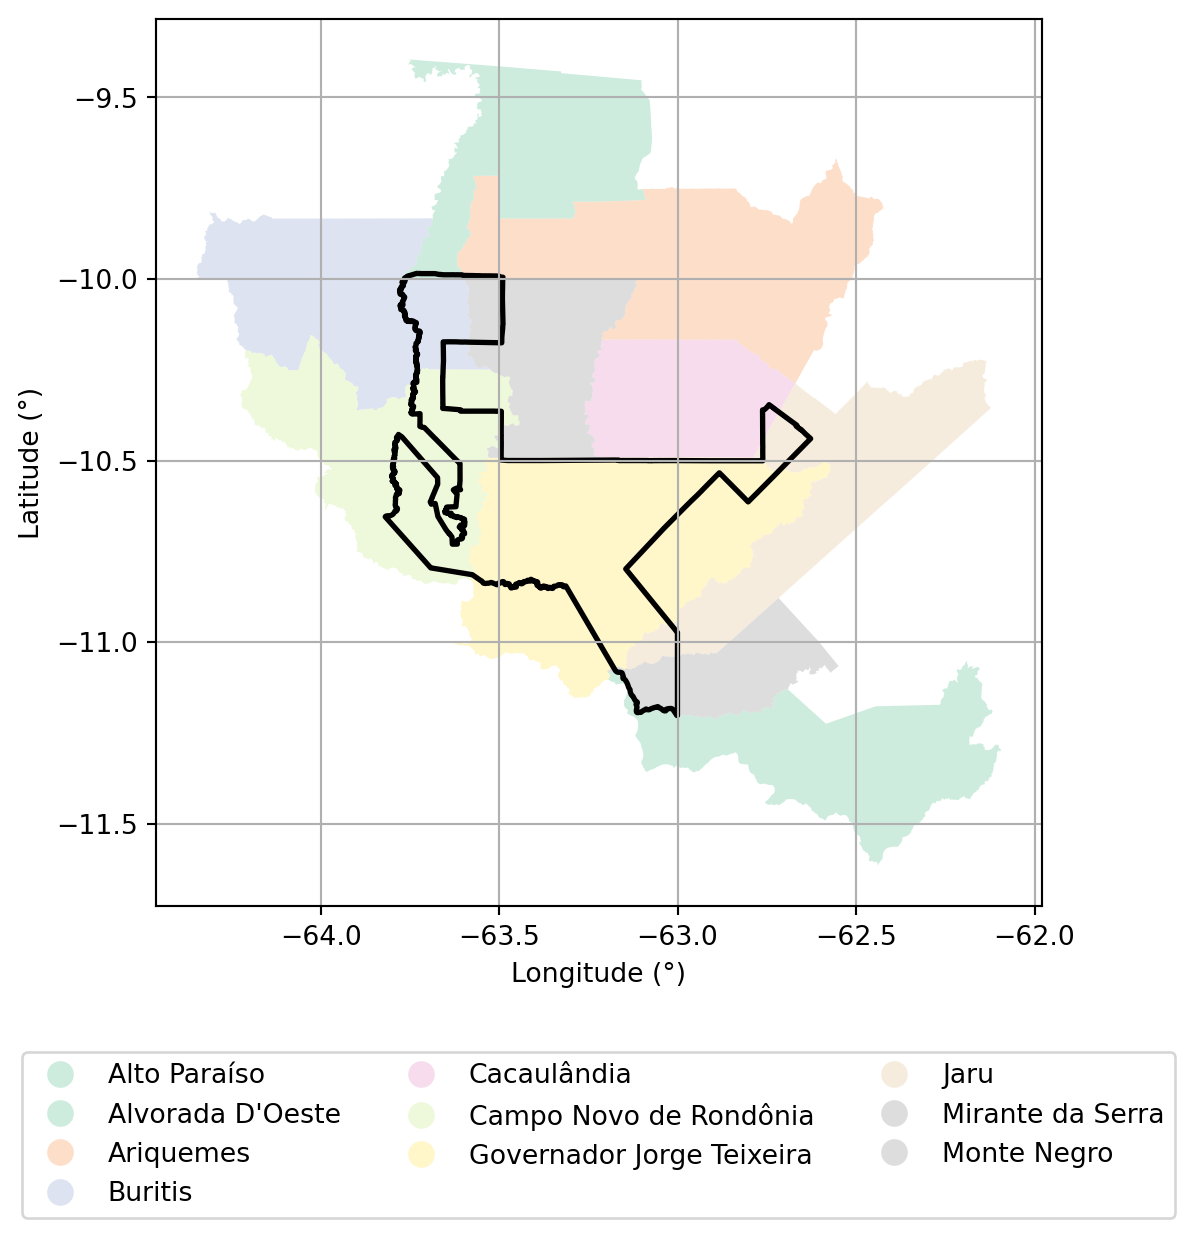 −9.5
−10.0
−10.5
−11.0
−11.5
Latitude (°)
−64.0 −63.5 −63.0 −62.5 −62.0
Longitude (°)
Alto Paraíso
Alvorada D'Oeste
Ariquemes
Buritis
Cacaulândia
Campo Novo de Rondônia
Governador Jorge Teixeira
Jaru
Mirante da Serra
Monte Negro